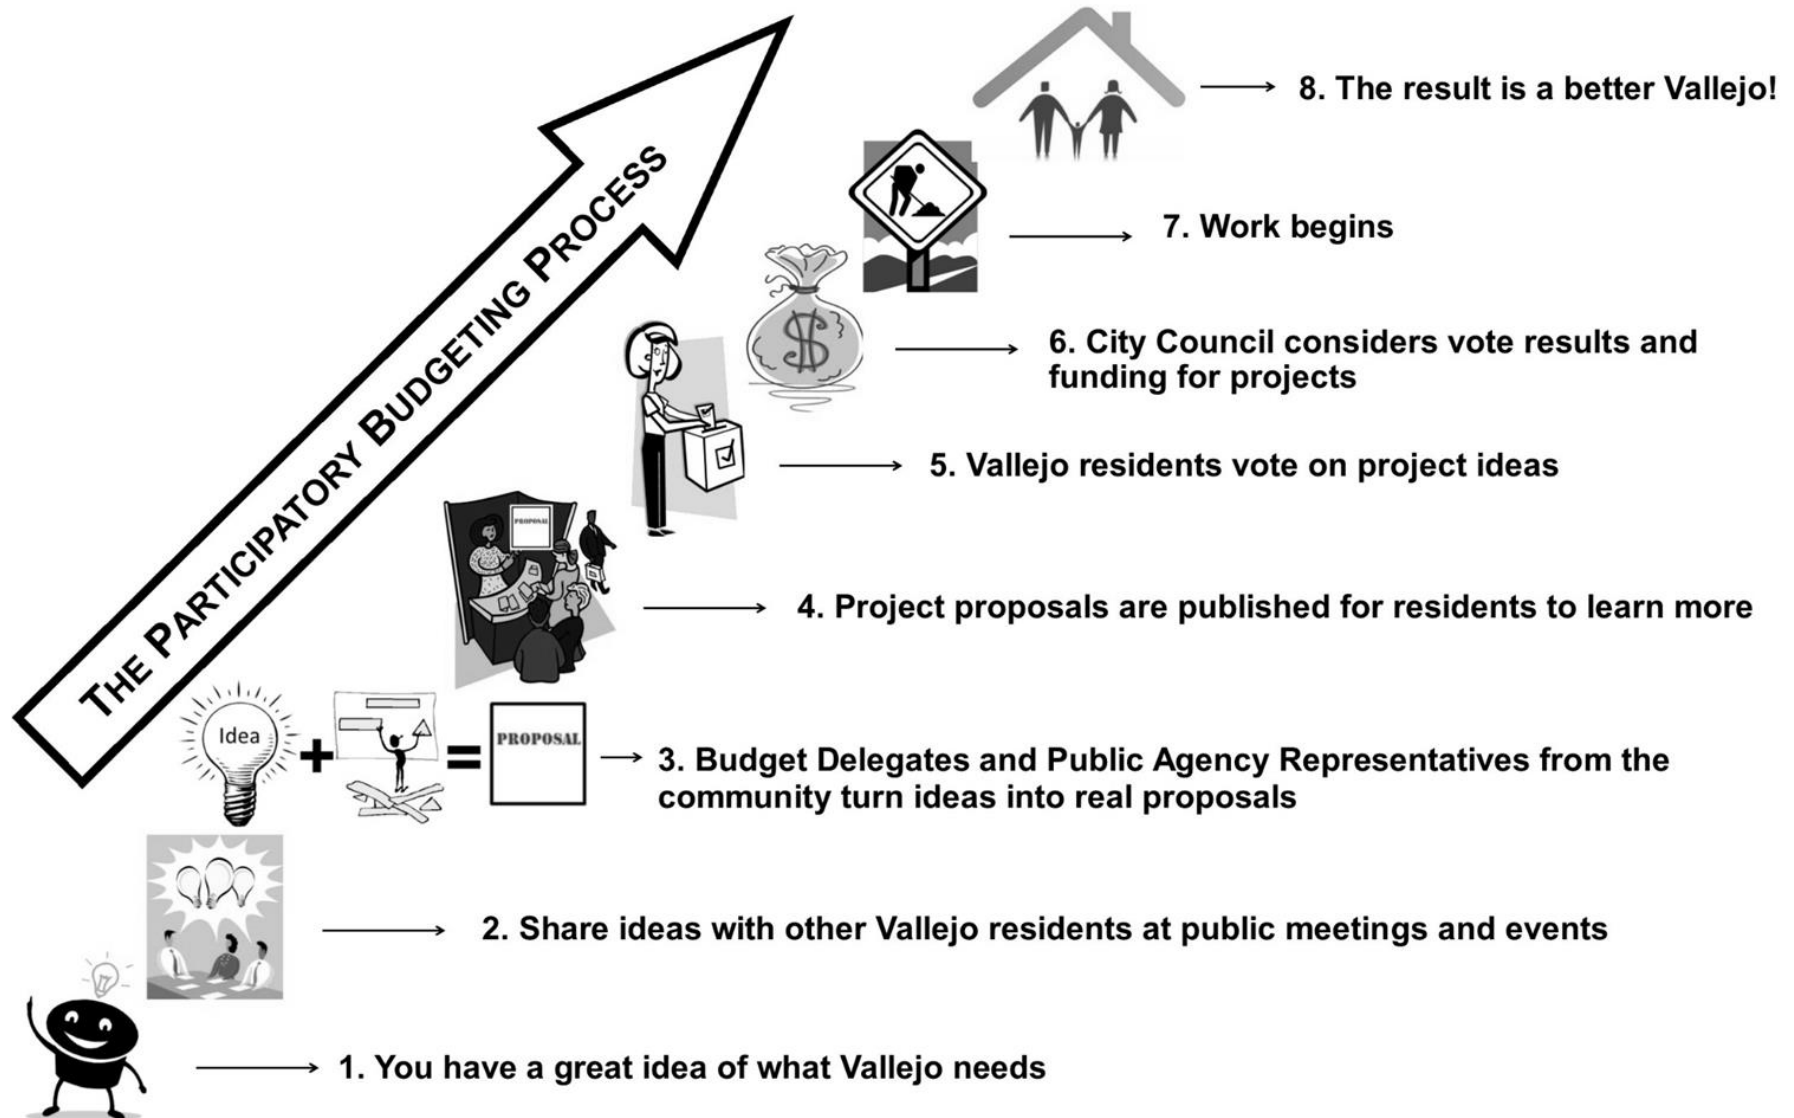 8. The result is a better Vallejo!
7. Work begins
6. City Council considers vote results and
funding for projects
5. Vallejo residents vote on project ideas
PROPOSAL
4. Project proposals are published for residents to learn more
THE PARTICIPATORY BUDGETING PROCESS
Idea
+
=
PROPOSAL
3. Budget Delegates and Public Agency Representatives from the
community turn ideas into real proposals
2. Share ideas with other Vallejo residents at public meetings and events
1. You have a great idea of what Vallejo needs
$